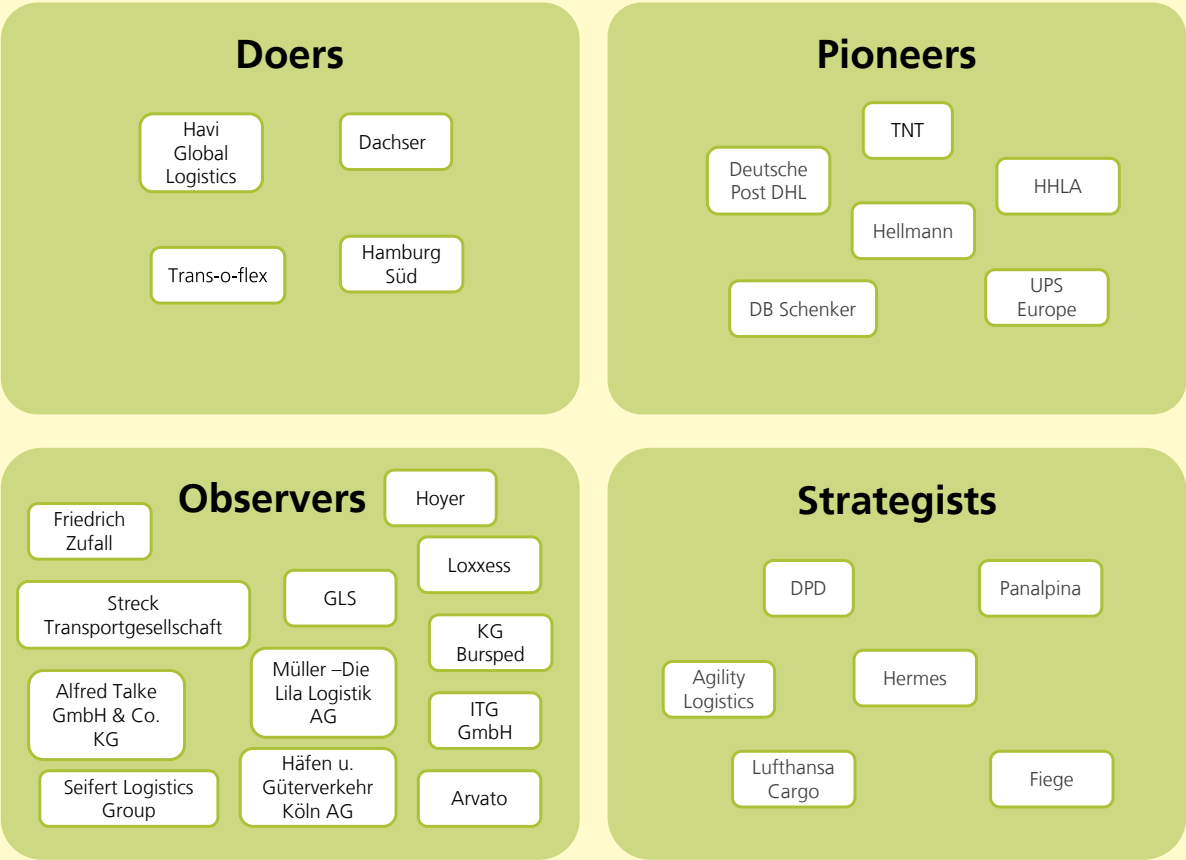 Doers
Havi
Global
Logistics
Dachser
Trans-o-flex
Hamburg
Süd
Pioneers
TNT
Deutsche
Post DHL
HHLA
Hellmann
DB Schenker
UPS
Europe
Observers
Hoyer
Friedrich
Zufall
Loxxess
Streck
Transportgesellschaft
GLS
KG
Bursped
Müller –Die
Lila Logistik
AG
Alfred Talke
GmbH & Co.
KG
ITG
GmbH
Seifert Logistics
Group
Häfen u.
Güterverkehr
Köln AG
Arvato
Strategists
DPD
Panalpina
Agility
Logistics
Hermes
Lufthansa
Cargo
Fiege